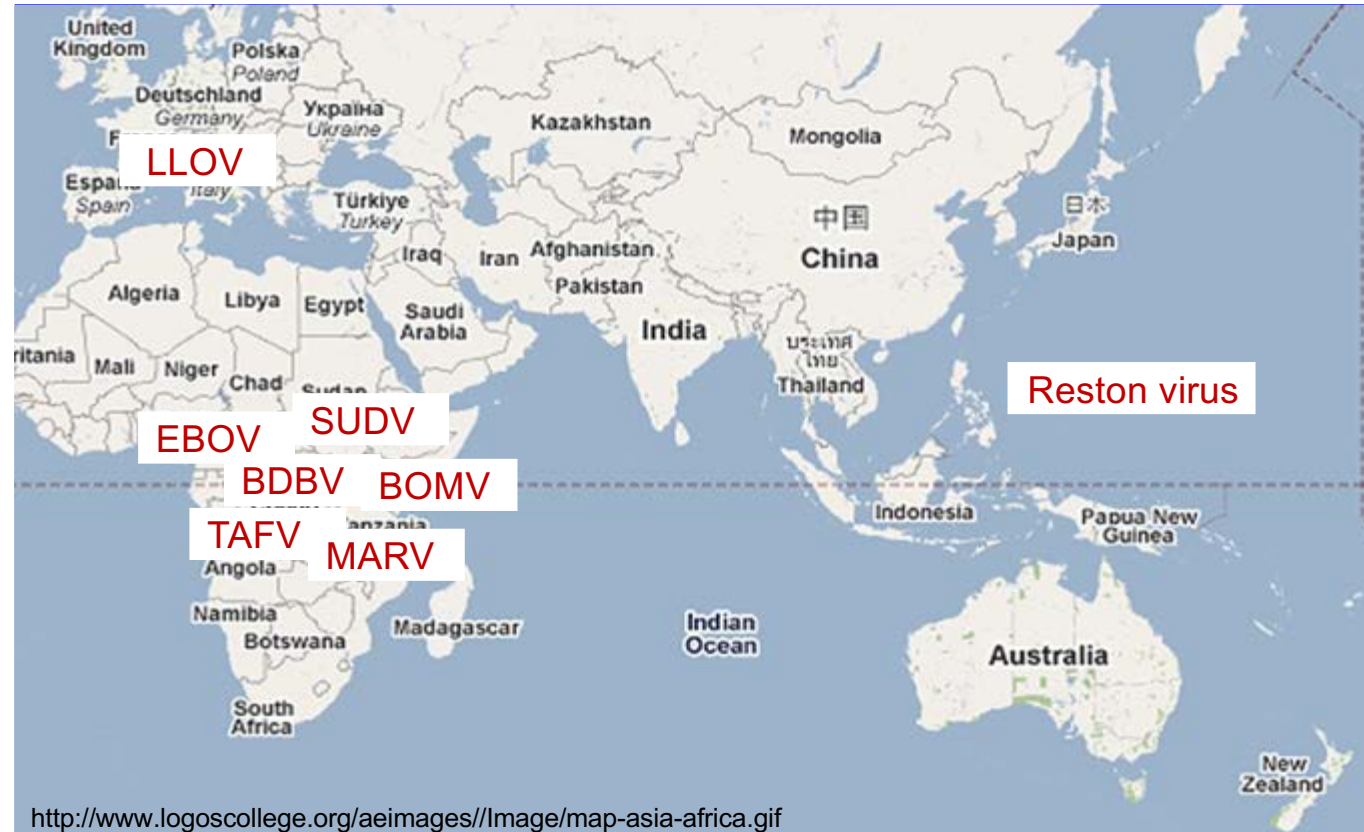 United
Kingdom
Polska
Poland
Deutschland
Germany
Україна
Ukraine
Kazakhstan
Mongolia
LLOV
Spain
Italy
Türkiye
Turkey
中国
China
日本
Japan
Iraq
Iran
Afghanistan
Pakistan
Algeria
Libya
Egypt
Saudi
Arabia
India
ประเทศ
ไทย
Thailand
Mali
Niger
Chad
Sudan
Reston virus
EBOV
SUDV
BDBV
BOMV
Indonesia
Papua New
Guinea
TAFV
MARV
Angola
Namibia
Botswana
Madagascar
Indian
Ocean
Australia
South
Africa
New
Zealand
http://www.logoscollege.org/aeimages//Image/map-asia-africa.gif